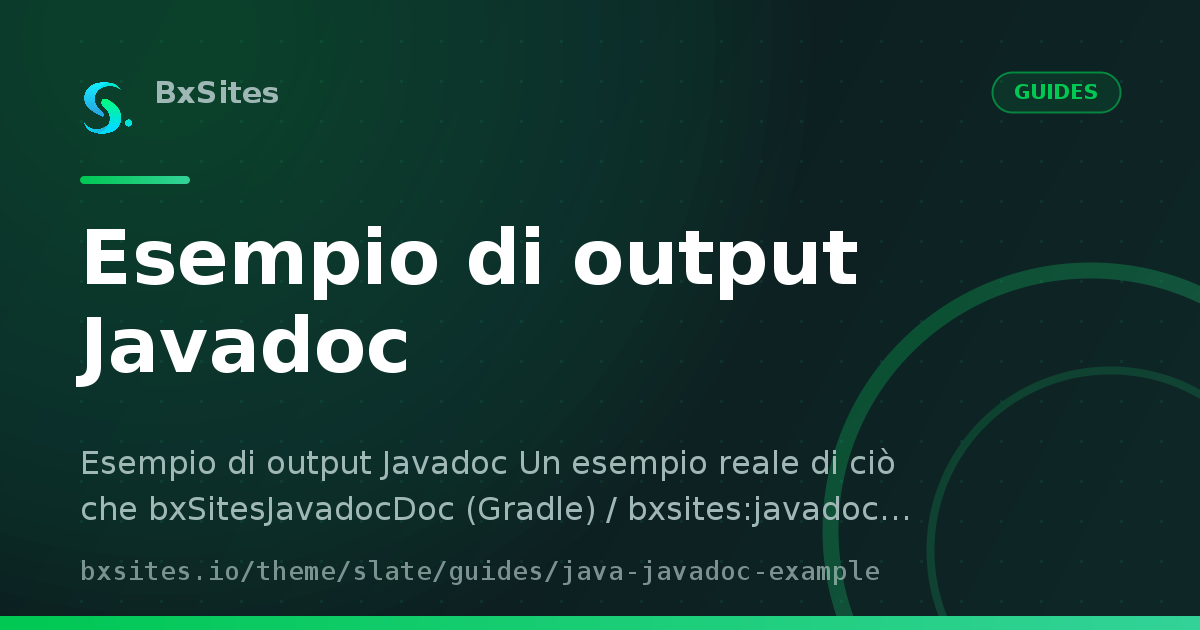 BxSites
GUIDES
Esempio di output
Javadoc
Esempio di output Javadoc Un esempio reale di ciò
che bxSitesJavadocDoc (Gradle) / bxsites:javadoc…
bxsites.io/theme/slate/guides/java-javadoc-example